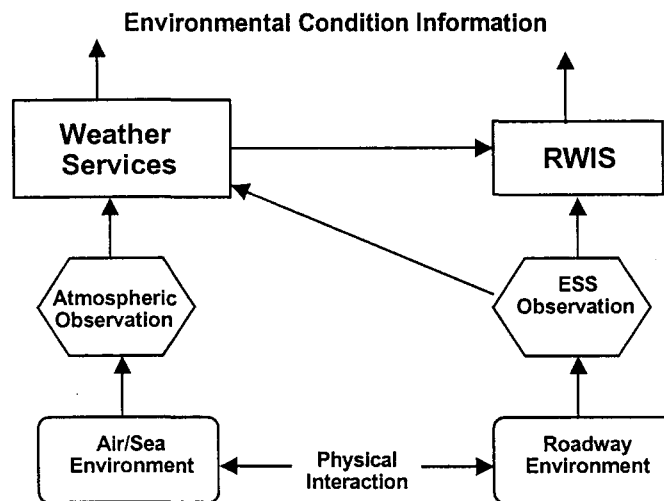 Environmental Condition Information
Weather
Services
RWIS
Atmospheric
Observation
ESS
Observation
Air/Sea
Environment
Physical
Interaction
Roadway
Environment